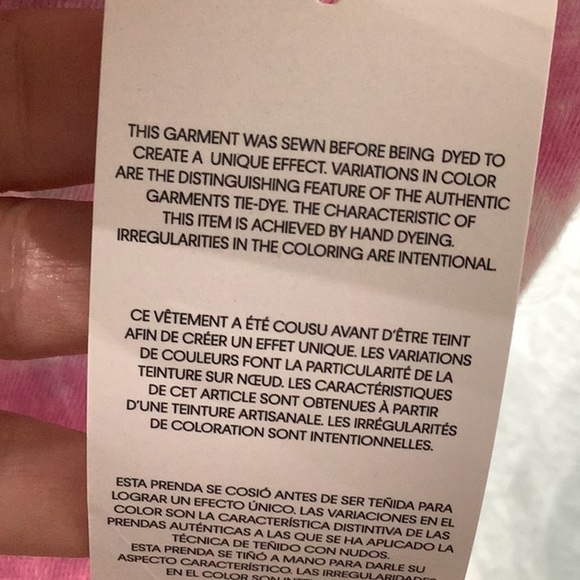 THIS GARMENT WAS SEWN BEFORE BEING DYED TO
CREATE A UNIQUE EFFECT. VARIATIONS IN COLOR
ARE THE DISTINGUISHING FEATURE OF THE AUTHENTIC
GARMENTS TIE-DYE. THE CHARACTERISTIC OF
THIS ITEM IS ACHIEVED BY HAND DYEING.
IRREGULARITIES IN THE COLORING ARE INTENTIONAL.
CE VÊTEMENT A ÉTÉ COUSU AVANT D'ÊTRE TEINT
AFIN DE CRÉER UN EFFET UNIQUE. LES VARIATIONS
DE COULEURS FONT LA PARTICULARITÉ DE LA
TEINTURE SUR NŒUD. LES CARACTÉRISTIQUES
DE CET ARTICLE SONT OBTENUES À PARTIR
D'UNE TEINTURE ARTISANALE. LES IRRÉGULARITÉS
DE COLORATION SONT INTENTIONNELLES.
ESTA PRENDA SE COSIÓ ANTES DE SER TEÑIDA PARA
LOGRAR UN EFECTO ÚNICO. LAS VARIACIONES EN EL
COLOR SON LA CARACTERÍSTICA DISTINTIVA DE LAS
PRENDAS AUTÉNTICAS A LAS QUE SE HA APLICADO LA
TÉCNICA DE TEÑIDO CON NUDOS.
ESTA PRENDA SE TIÑÓ A MANO PARA DARLE SU
ASPECTO CARACTERÍSTICO. LAS IRREGULARIDADES
EN EL COLOR SON